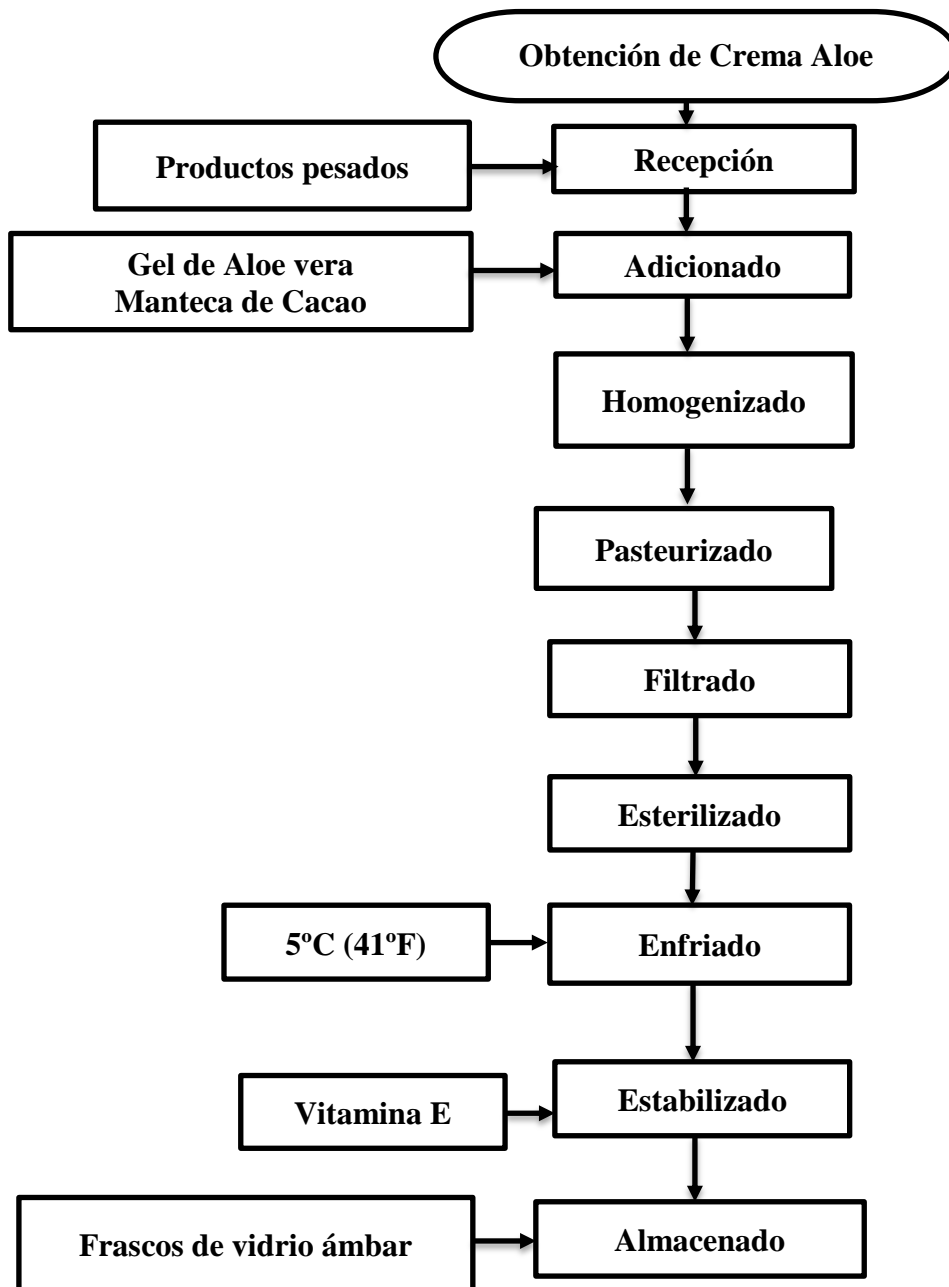 Obtención de Crema Aloe
Productos pesados
Recepción
Gel de Aloe vera
Manteca de Cacao
Adicionado
Homogenizado
Pasteurizado
Filtrado
Esterilizado
5ºC (41ºF)
Enfriado
Vitamina E
Estabilizado
Frascos de vidrio ámbar
Almacenado